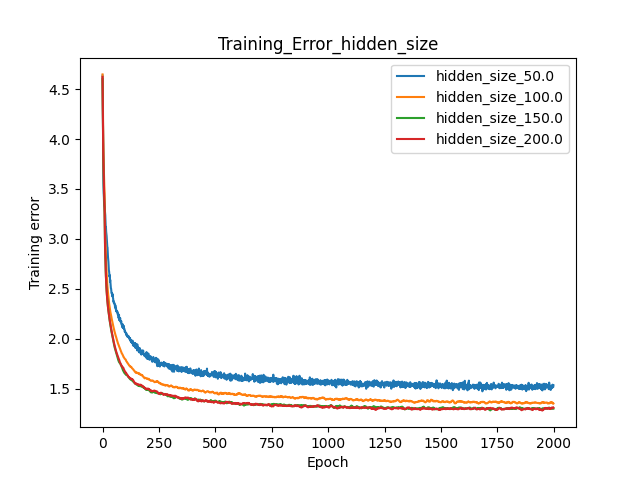 Training_Error_hidden_size
hidden_size_50.0
hidden_size_100.0
hidden_size_150.0
hidden_size_200.0
Training error
4.5
4.0
3.5
3.0
2.5
2.0
1.5
0 250 500 750 1000 1250 1500 1750 2000
Epoch